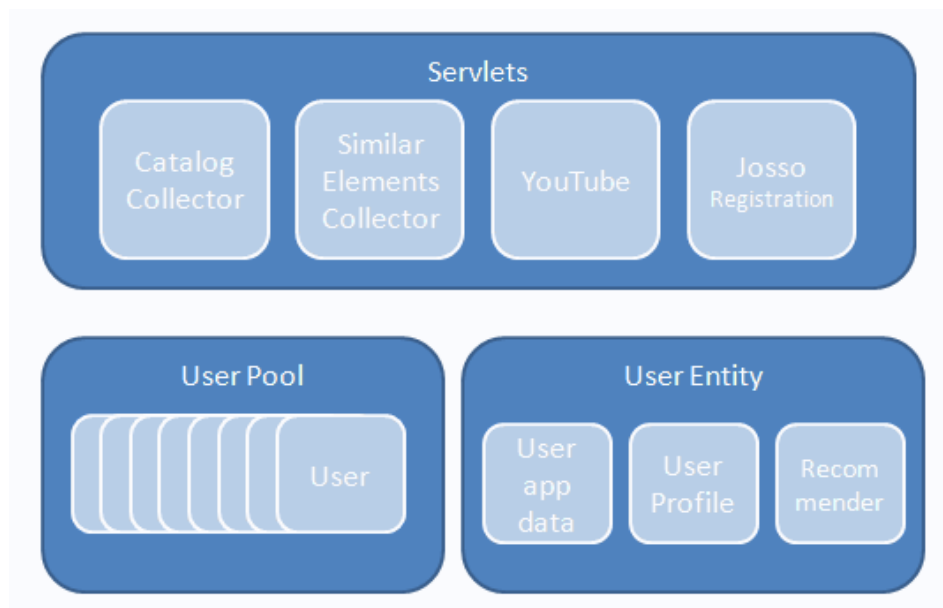 Servlets
Catalog
Collector
Similar
Elements
Collector
YouTube
Josso
Registration
User Pool
User
User Entity
User
app
data
User
Profile
Recom
mender